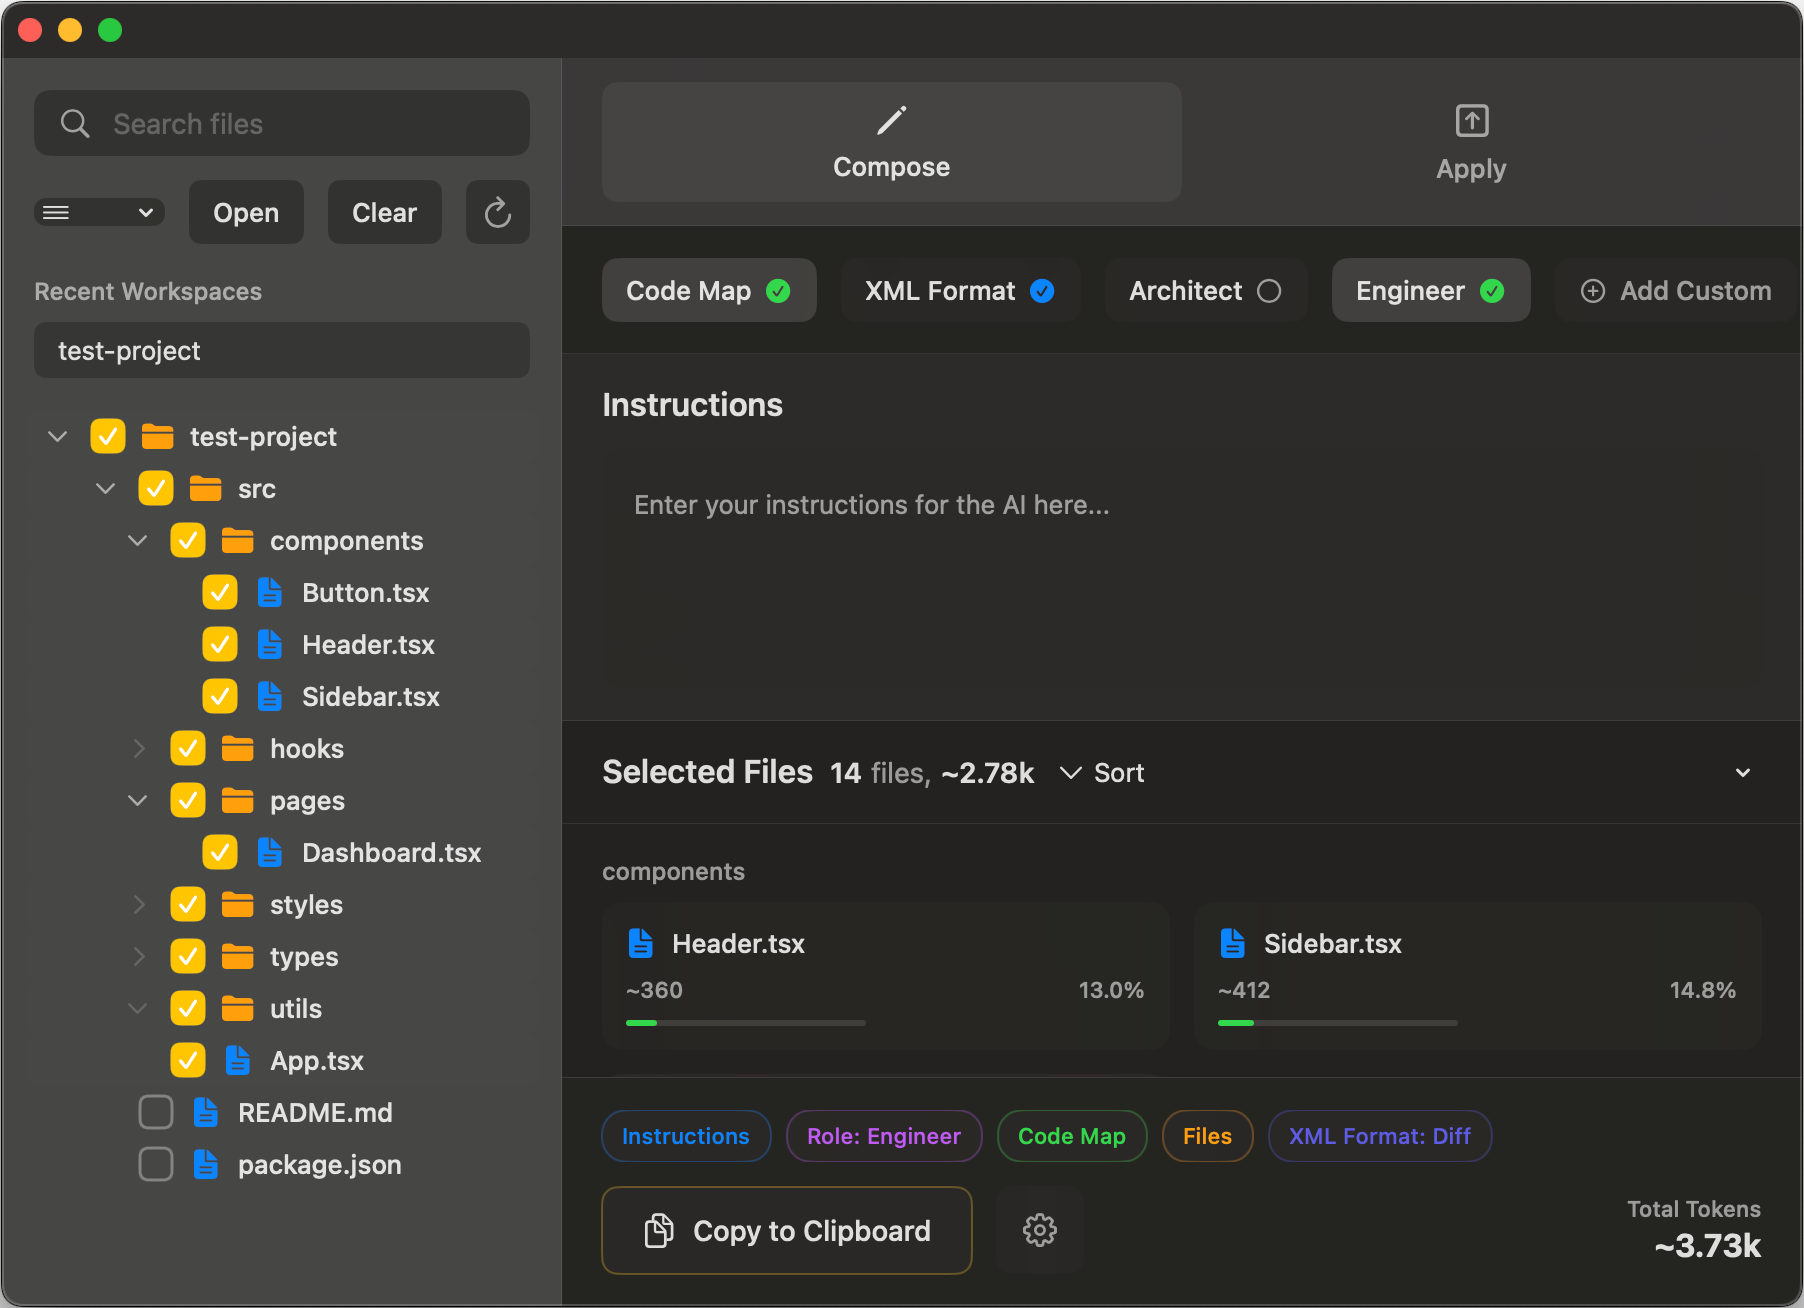 Search files
Open
Clear
Recent Workspaces
test-project
test-project
src
components
Button.tsx
Header.tsx
Sidebar.tsx
hooks
pages
Dashboard.tsx
styles
types
utils
App.tsx
README.md
package.json
Compose
Apply
Code Map
XML Format
Architect
Engineer
Add Custom
Instructions
Enter your instructions for the AI here...
Selected Files 14 files, ~2.78k Sort
components
Header.tsx
~360 13.0%
Sidebar.tsx
~412 14.8%
Instructions
Role: Engineer
Code Map
Files
XML Format: Diff
Copy to Clipboard
Total Tokens
~3.73k